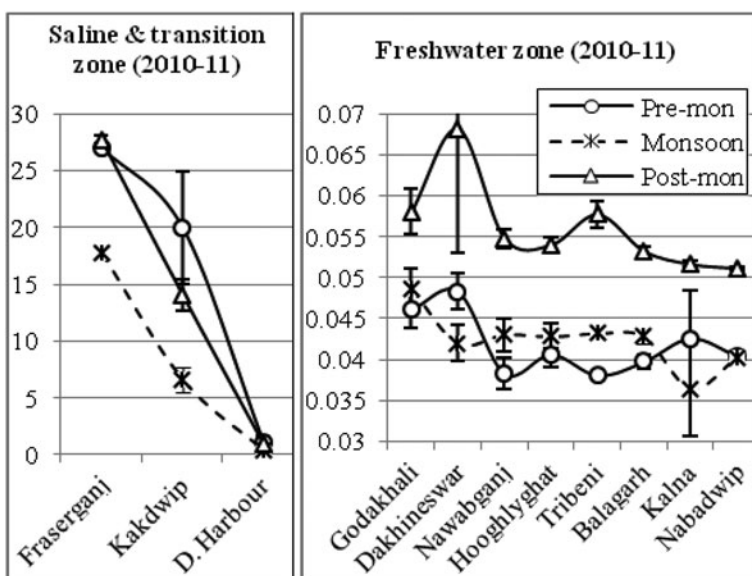 Saline & transition
zone (2010-11)
30
25
20
15
10
5
0
Fraserganj
Kakdwip
D. Harbour
Freshwater zone (2010-11)
0.07
0.065
0.06
0.055
0.05
0.045
0.04
0.035
0.03
Pre-mon
Monsoon
Post-mon
Godakhali
Dakhineswar
Nawabganj
Hooghlyghat
Tribeni
Balagarh
Kalna
Nabadwip